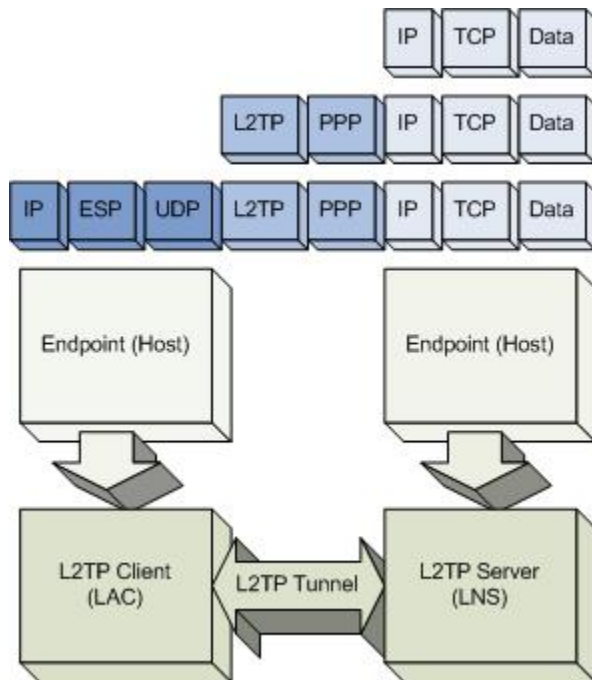 IP TCP Data
L2TP PPP IP TCP Data
IP ESP UDP L2TP PPP IP TCP Data
Endpoint (Host)
Endpoint (Host)
L2TP Client
(LAC)
L2TP Tunnel
L2TP Server
(LNS)